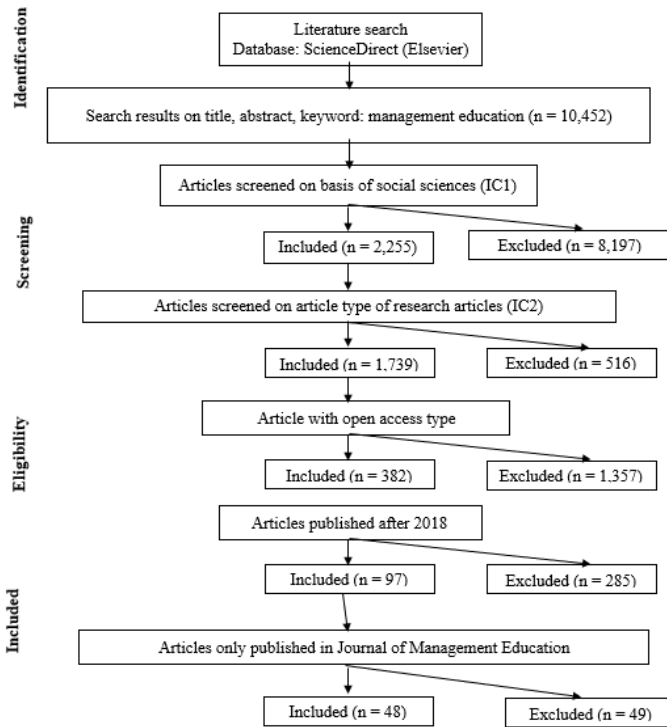 Identification
Literature search
Database: ScienceDirect (Elsevier)
Search results on title, abstract, keyword: management education (n = 10,452)
Screening
Articles screened on basis of social sciences (IC1)
Included (n = 2,255)
Excluded (n = 8,197)
Articles screened on article type of research articles (IC2)
Included (n = 1,739)
Excluded (n = 516)
Eligibility
Article with open access type
Included (n = 382)
Excluded (n = 1,357)
Articles published after 2018
Included (n = 97)
Excluded (n = 285)
Included
Articles only published in Journal of Management Education
Included (n = 48)
Excluded (n = 49)